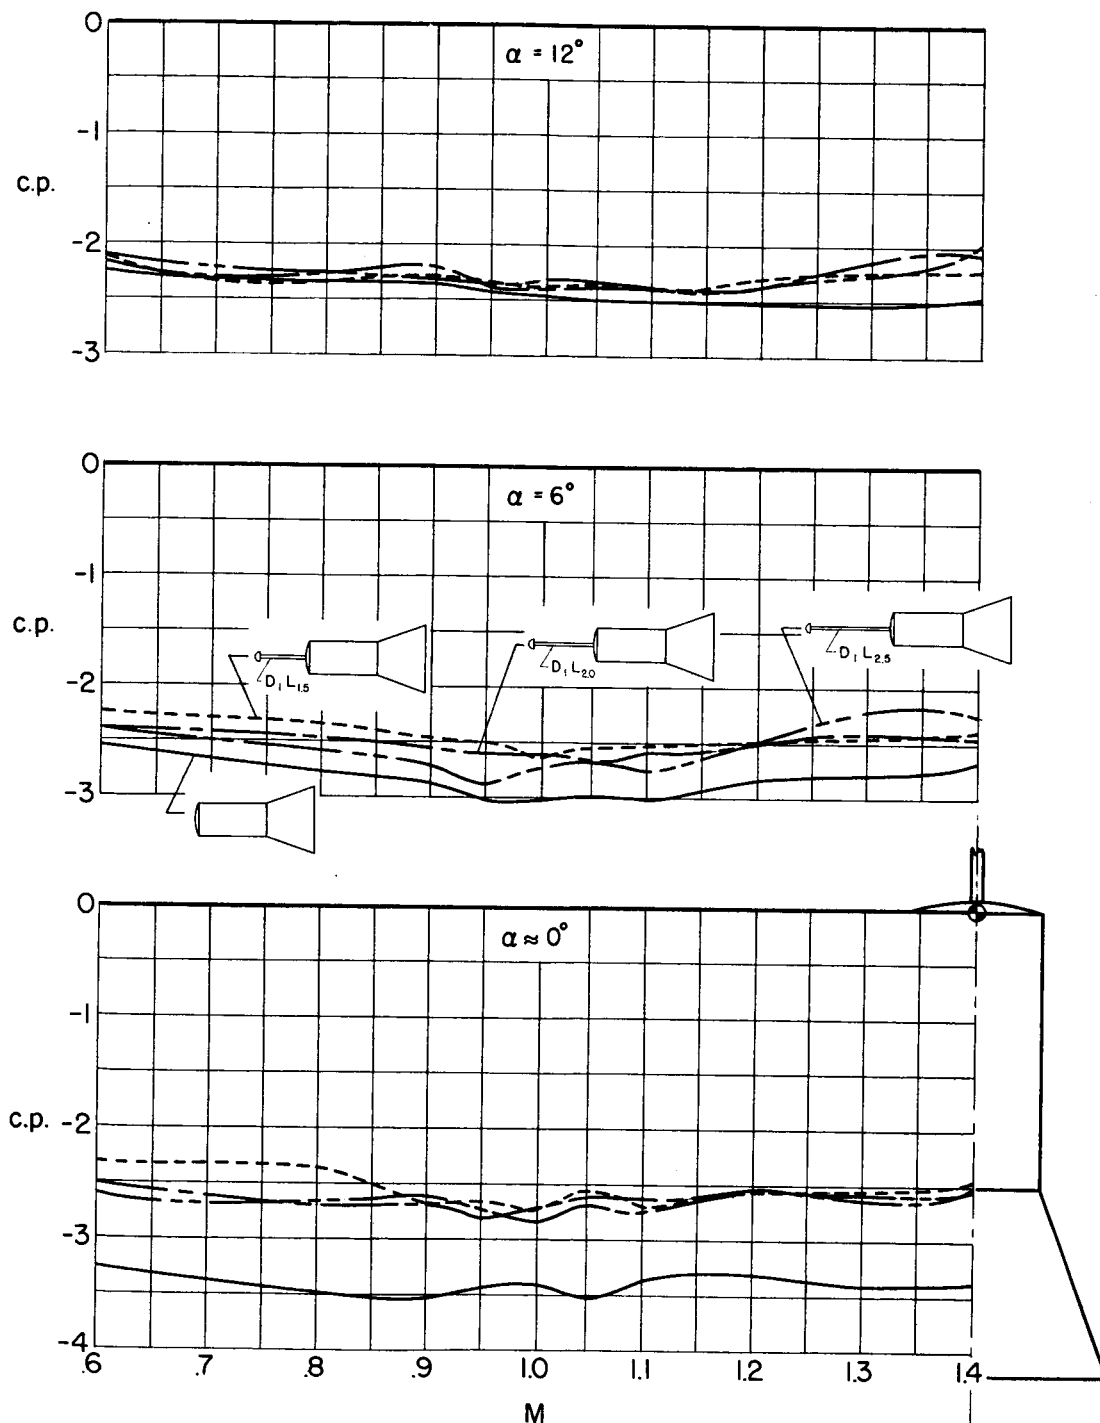 0
α = 12°
-1
c.p.
-2
-3
0
α = 6°
-1
c.p.
D₁ L₁.₅
D₁ L₂.₀
D₁ L₂.₅
-2
-3
0
α ≈ 0°
-1
c.p.
-2
-3
-4
.6 .7 .8 .9 1.0 1.1 1.2 1.3 1.4
M